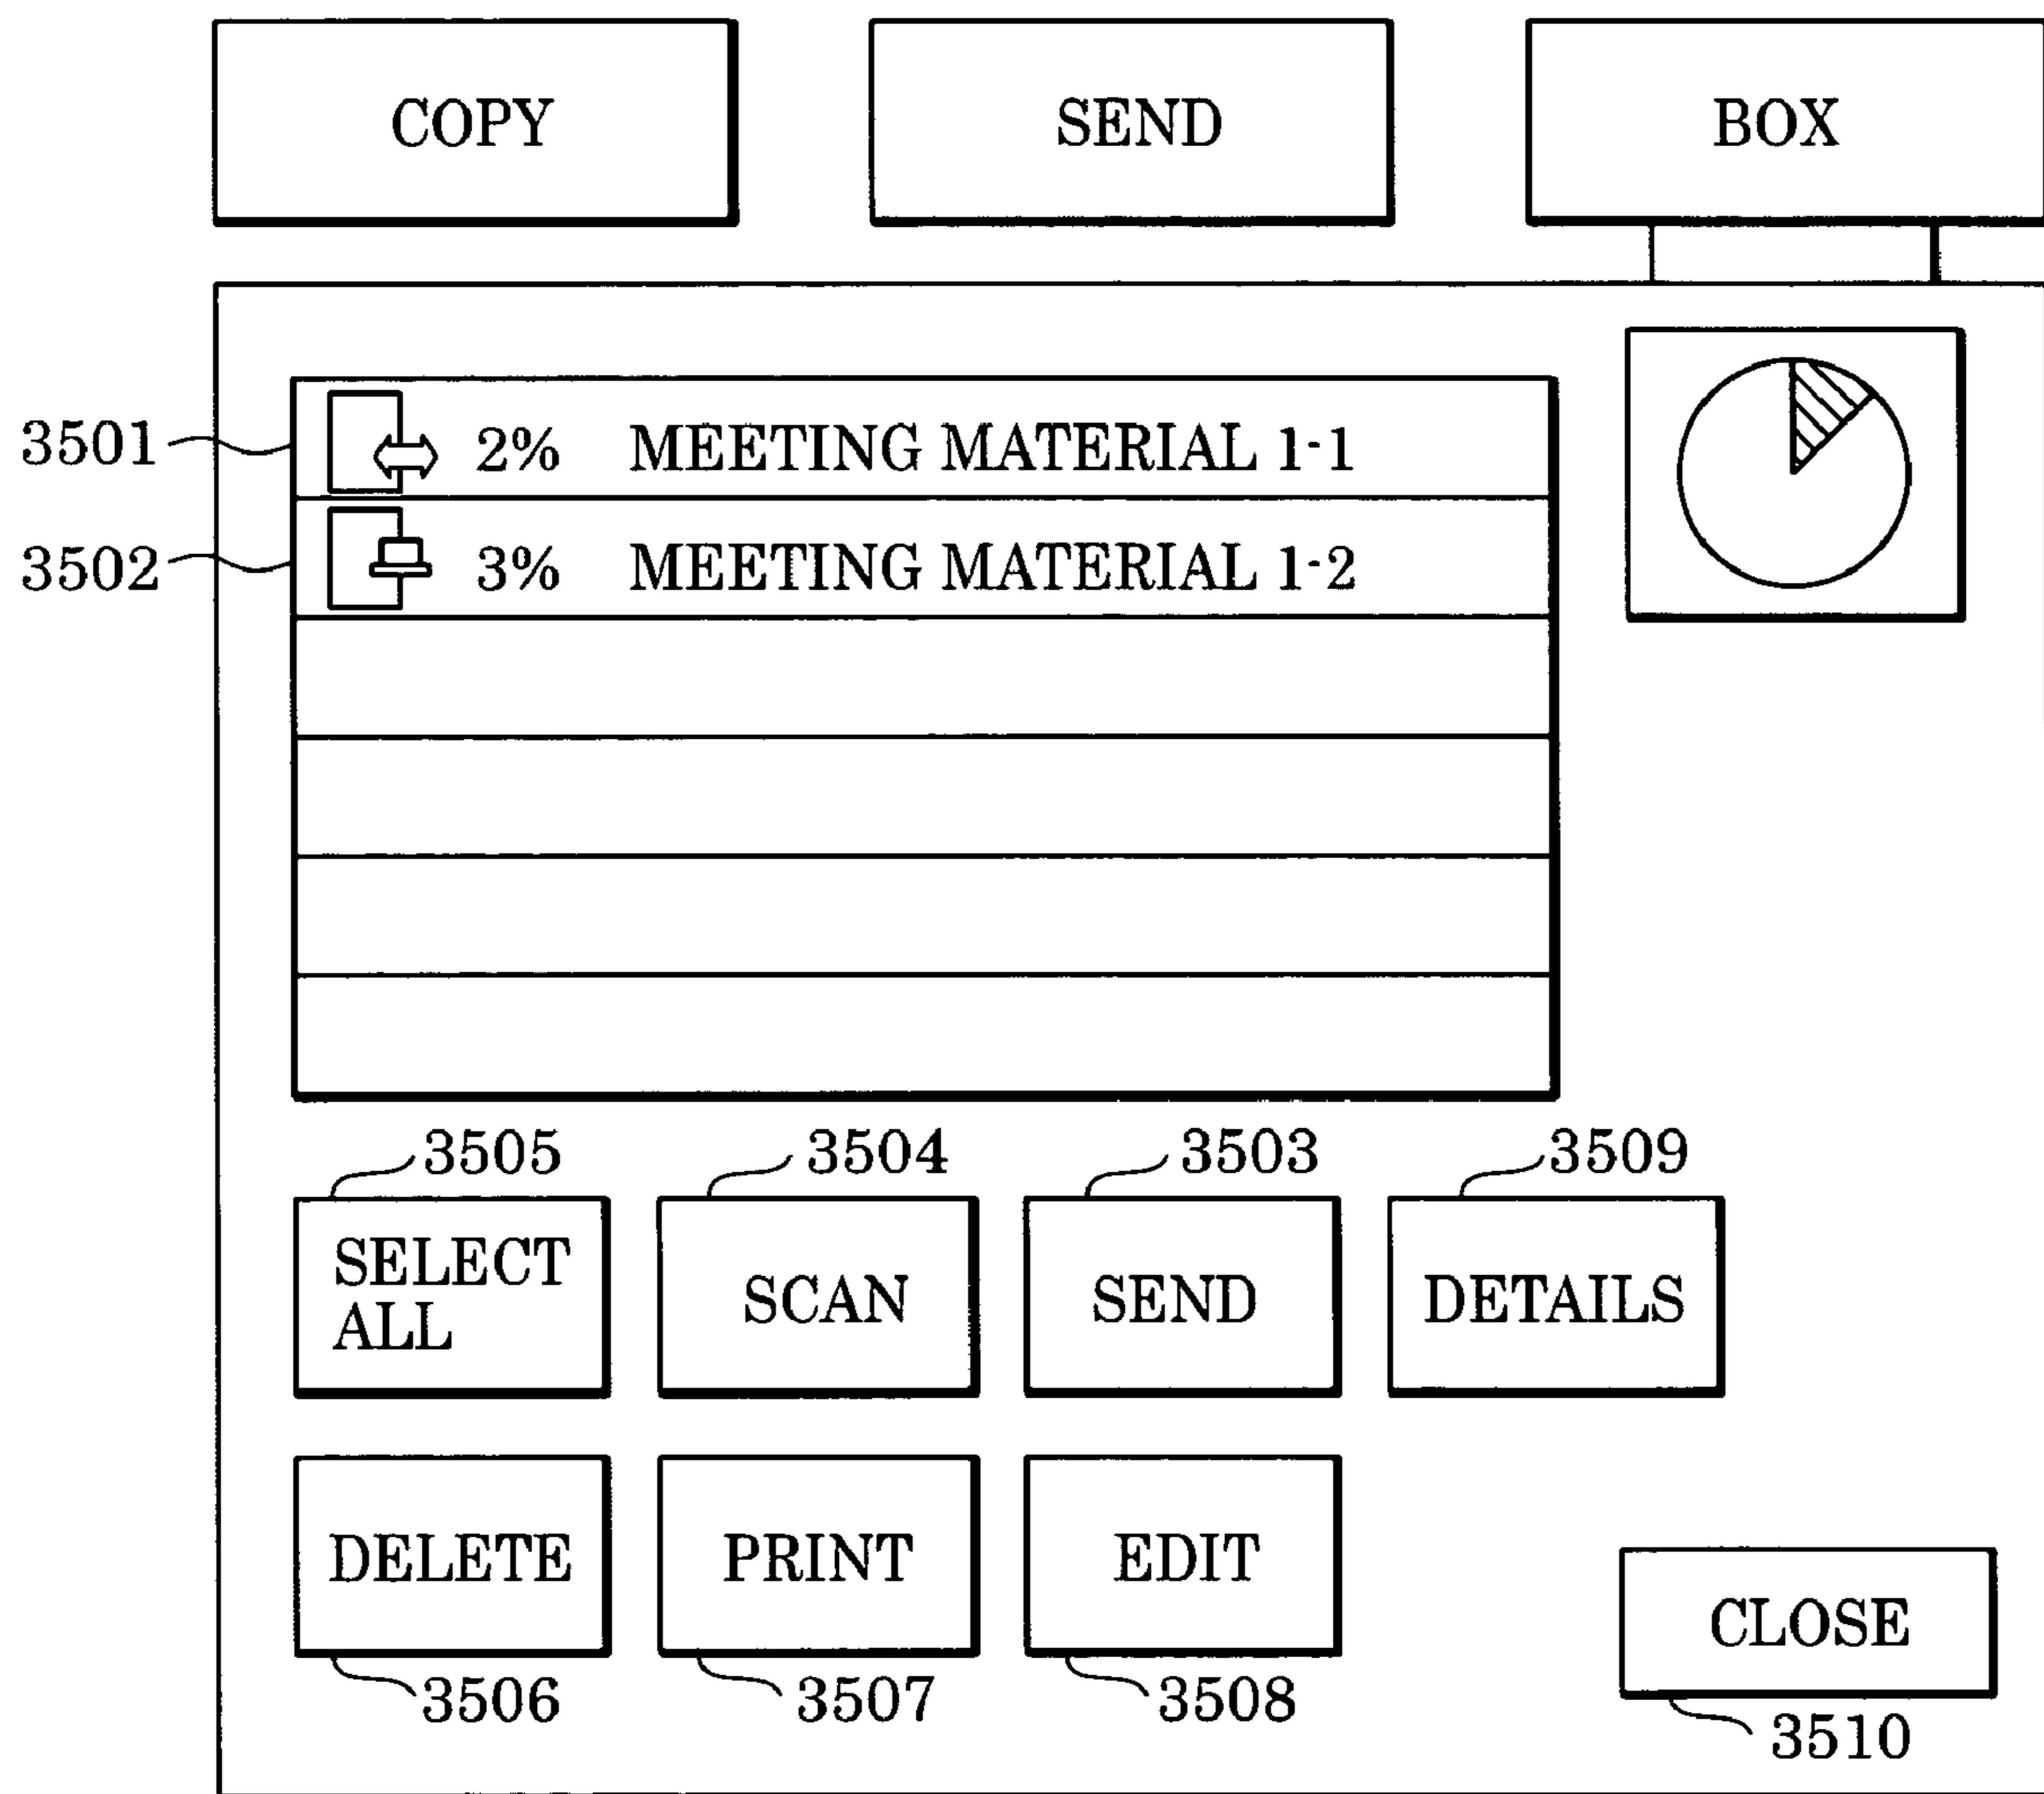 COPY
SEND
BOX
3501
2% MEETING MATERIAL 1-1
3502
3% MEETING MATERIAL 1-2
3505
3504
3503
3509
SELECT
ALL
SCAN
SEND
DETAILS
DELETE
PRINT
EDIT
CLOSE
3506
3507
3508
3510